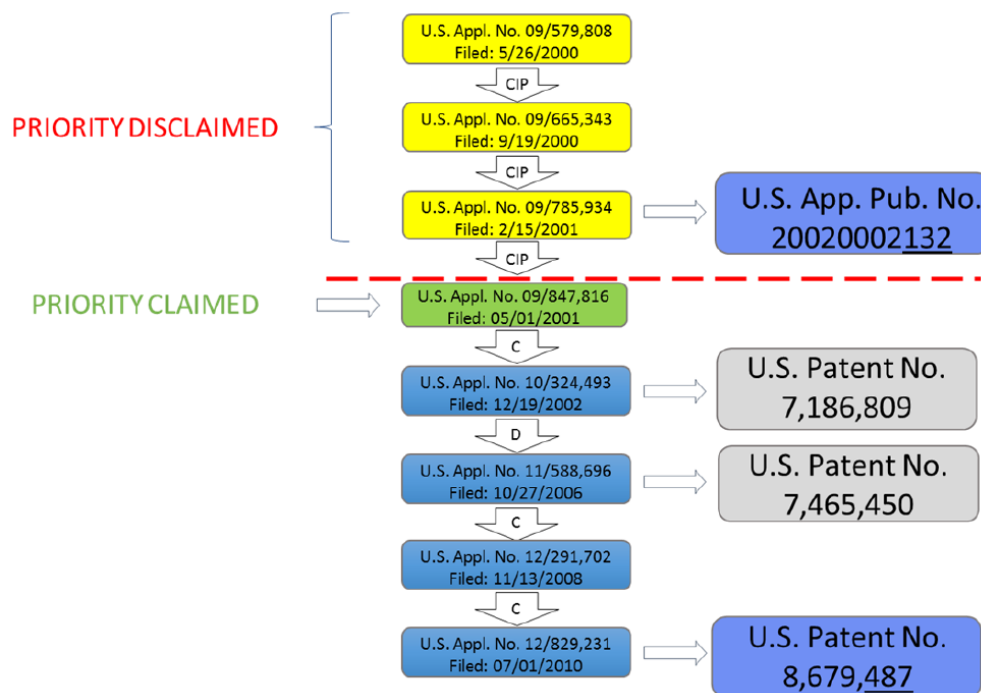 U.S. Appl. No. 09/579,808
Filed: 5/26/2000
CIP
PRIORITY DISCLAIMED
U.S. Appl. No. 09/665,343
Filed: 9/19/2000
CIP
U.S. Appl. No. 09/785,934
Filed: 2/15/2001
U.S. App. Pub. No.
20020002132
CIP
PRIORITY CLAIMED
U.S. Appl. No. 09/847,816
Filed: 05/01/2001
C
U.S. Appl. No. 10/324,493
Filed: 12/19/2002
U.S. Patent No.
7,186,809
D
U.S. Appl. No. 11/588,696
Filed: 10/27/2006
U.S. Patent No.
7,465,450
C
U.S. Appl. No. 12/291,702
Filed: 11/13/2008
C
U.S. Appl. No. 12/829,231
Filed: 07/01/2010
U.S. Patent No.
8,679,487